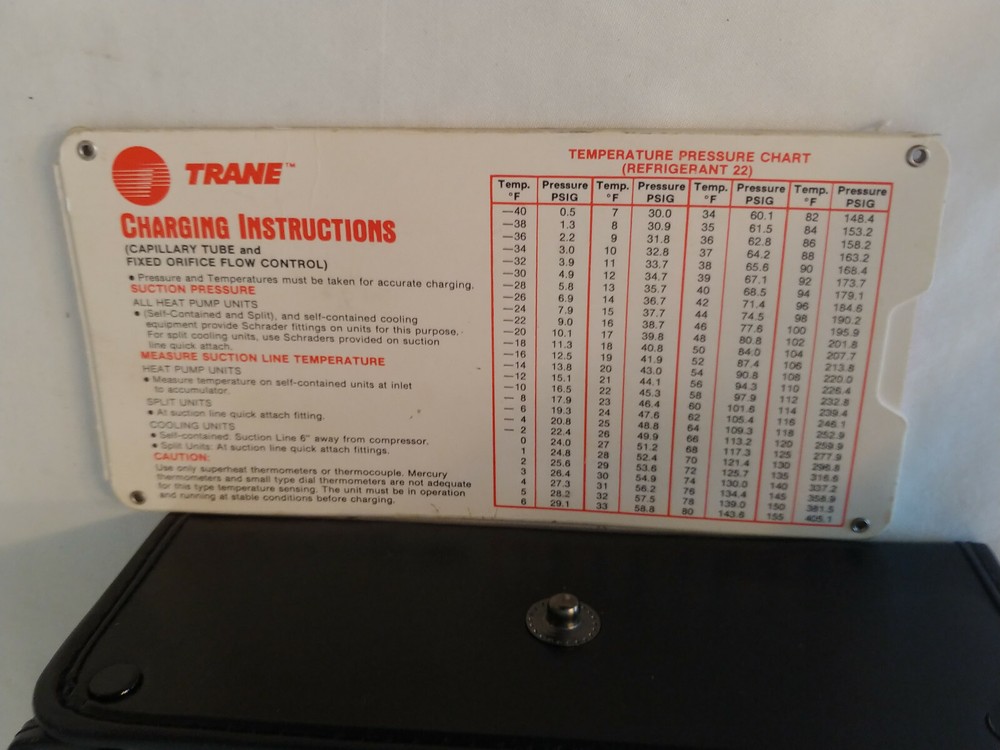 TRANE™
CHARGING INSTRUCTIONS
(CAPILLARY TUBE and
FIXED ORIFICE FLOW CONTROL)
• Pressure and Temperatures must be taken for accurate charging.
SUCTION PRESSURE
ALL HEAT PUMP UNITS
• (Self-Contained and Split), and self-contained cooling
equipment provide Schrader fittings on units for this purpose.
For split cooling units, use Schraders provided on suction
line quick attach.
MEASURE SUCTION LINE TEMPERATURE
HEAT PUMP UNITS
• Measure temperature on self-contained units at inlet
to accumulator.
SPLIT UNITS
• At suction line quick attach fitting.
COOLING UNITS
• Self-contained: Suction Line 6" away from compressor.
• Split Units: At suction line quick attach fittings.
CAUTION:
Use only superheat thermometers or thermocouple. Mercury
thermometers and small type dial thermometers are not adequate
for this type temperature sensing. The unit must be in operation
and running at stable conditions before charging.
TEMPERATURE PRESSURE CHART
(REFRIGERANT 22)
Temp. Pressure Temp. Pressure Temp. Pressure Temp. Pressure
°F PSIG °F PSIG °F PSIG °F PSIG
—40 0.5 7 30.0 34 60.1 82 148.4
—38 1.3 8 30.9 35 61.5 84 153.2
—36 2.2 9 31.8 36 62.8 86 158.2
—34 3.0 10 32.8 37 64.2 88 163.2
—32 3.9 11 33.7 38 65.6 90 168.4
—30 4.9 12 34.7 39 67.1 92 173.7
—28 5.8 13 35.7 40 68.5 94 179.1
—26 6.9 14 36.7 42 71.4 96 184.6
—24 7.9 15 37.7 44 74.5 98 190.2
—22 9.0 16 38.7 46 77.6 100 195.9
—20 10.1 17 39.8 48 80.8 102 201.8
—18 11.3 18 40.8 50 84.0 104 207.7
—16 12.5 19 41.9 52 87.4 106 213.8
—14 13.8 20 43.0 54 90.8 108 220.0
—12 15.1 21 44.1 56 94.3 110 226.4
—10 16.5 22 45.3 58 97.9 112 232.8
— 8 17.9 23 46.4 60 101.6 114 239.4
— 6 19.3 24 47.6 62 105.4 116 246.1
— 4 20.8 25 48.8 64 109.3 118 252.9
— 2 22.4 26 49.9 66 113.2 120 259.9
0 24.0 27 51.2 68 117.3 125 277.9
1 24.8 28 52.4 70 121.4 130 296.8
2 25.6 29 53.6 72 125.7 135 316.6
3 26.4 30 54.9 74 130.0 140 337.2
4 27.3 31 56.2 76 134.4 145 358.9
5 28.2 32 57.5 78 139.0 150 381.5
6 29.1 33 58.8 80 143.6 155 405.1